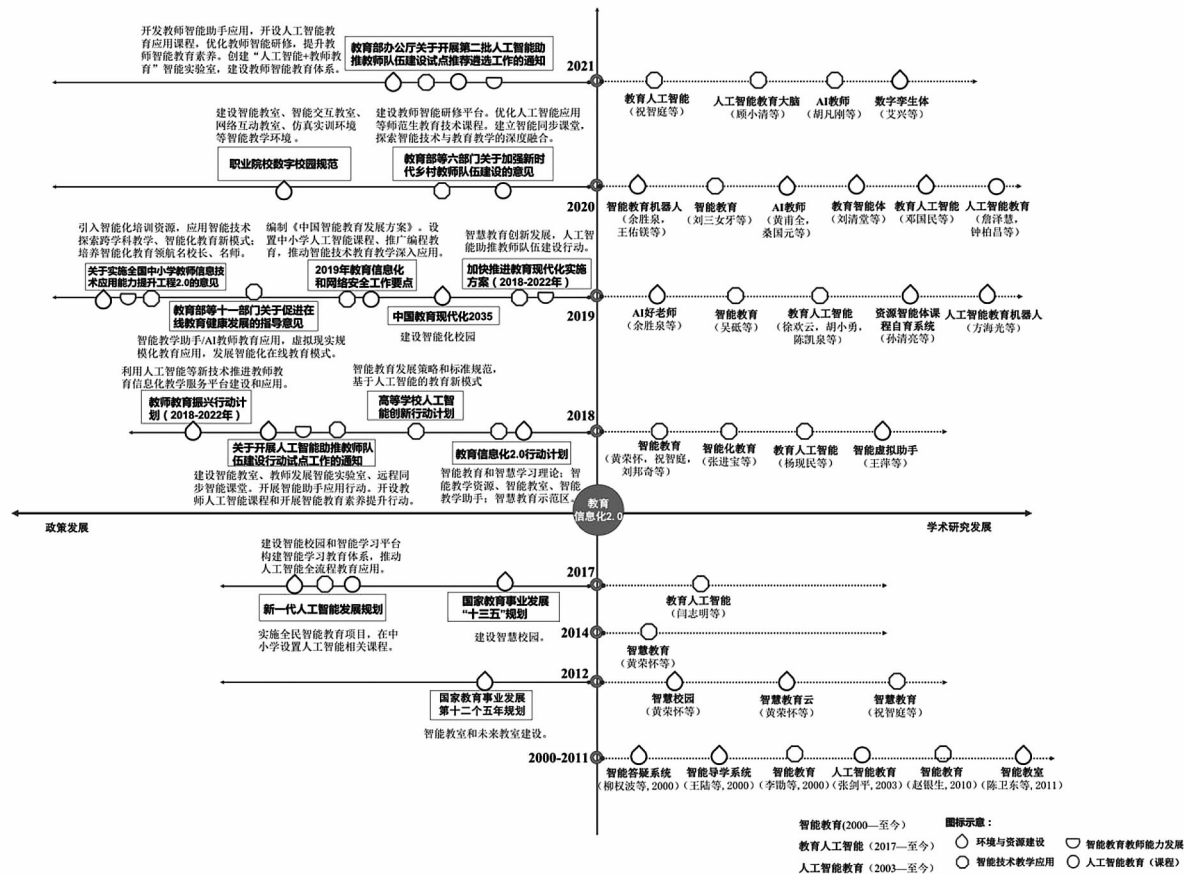 开发教师智能助手应用，开设人工智能教
育应用课程，优化教师智能研修，提升教
师智能教育素养。创建“人工智能+教师教
育”智能实验室，建设教师智能教育体系。
教育部办公厅关于开展第二批人工智能助
推教师队伍建设试点推荐遴选工作的通知
2021
教育人工智能
（祝智庭等）
人工智能教育大脑
（顾小清等）
AI教师
（胡凡刚等）
数字孪生体
（艾兴等）
建设智能教室、智能交互教室、
网络互动教室、仿真实训环境
等智能教学环境。
职业院校数字校园规范
建设教师智能研修平台。优化人工智能应用
等师范生教育技术课程。建立智能同步课堂，
探索智能技术与教育教学的深度融合。
教育部等六部门关于加强新时
代乡村教师队伍建设的意见
2020
智能教育机器人
（余胜泉，
王佑镁等）
智能教育
（刘三女牙等）
AI教师
（黄甫全，
桑国元等）
教育智能体
（刘清堂等）
教育人工智能
（邓国民等）
人工智能教育
（詹泽慧，
钟柏昌等）
引入智能化培训资源，应用智能技术
探索跨学科教学、智能化教育新模式；
培养智能化教育领航名校长、名师。
关于实施全国中小学教师信息技
术应用能力提升工程2.0的意见
编制《中国智能教育发展方案》。设
置中小学人工智能课程、推广编程教
育，推动智能技术教育教学深入应用。
2019年教育信息化
和网络安全工作要点
智慧教育创新发展，人工智
能助推教师队伍建设行动。
加快推进教育现代化实施
方案（2018-2022年）
2019
教育部等十一部门关于促进在
线教育健康发展的指导意见
智能教学助手/AI教师教育应用，虚拟现实规
模化教育应用，发展智能化在线教育模式。
中国教育现代化2035
建设智能化校园
AI好老师
（余胜泉等）
智能教育
（吴砥等）
教育人工智能
（徐欢云，胡小勇，
陈凯泉等）
资源智能体课
程自育系统
（孙清亮等）
人工智能教育机器人
（方海光等）
利用人工智能等新技术推进教师教
育信息化教学服务平台建设和应用。
教师教育振兴行动计
划（2018-2022年）
智能教育发展策略和标准规范，
基于人工智能的教育新模式
高等学校人工智
能创新行动计划
2018
关于开展人工智能助推教师队
伍建设行动试点工作的通知
建设智能教室、教师发展智能实验室、远程同
步智能课堂。开展智能助手应用行动。开设教
师人工智能课程和开展智能教育素养提升行动。
教育信息化2.0行动计划
智能教育和智慧学习理论；智
能教学资源、智能教室、智能
教学助手；智慧教育示范区。
智能教育
（黄荣怀，祝智庭，
刘邦奇等）
智能化教育
（张进宝等）
教育人工智能
（杨现民等）
智能虚拟助手
（王萍等）
教育
信息化2.0
政策发展
学术研究发展
建设智能校园和智能学习平台
构建智能学习教育体系，推动
人工智能全流程教育应用。
新一代人工智能发展规划
实施全民智能教育项目，在中
小学设置人工智能相关课程。
国家教育事业发展
“十三五”规划
建设智慧校园。
2017
教育人工智能
（闫志明等）
2014
智慧教育
（黄荣怀等）
2012
国家教育事业发展
第十二个五年规划
智能教室和未来教室建设。
智慧校园
（黄荣怀等）
智慧教育云
（黄荣怀等）
智慧教育
（祝智庭等）
2000-2011
智能答疑系统
（柳权波等, 2000）
智能导学系统
（王陆等, 2000）
智能教育
（李劭等, 2000）
人工智能教育
（张剑平, 2003）
智能教育
（赵银生, 2010）
智能教室
（陈卫东等, 2011）
智能教育(2000—至今）
教育人工智能（2017—至今）
人工智能教育（2003—至今）
图标示意：
环境与资源建设
智能教育教师能力发展
智能技术教学应用
人工智能教育（课程）